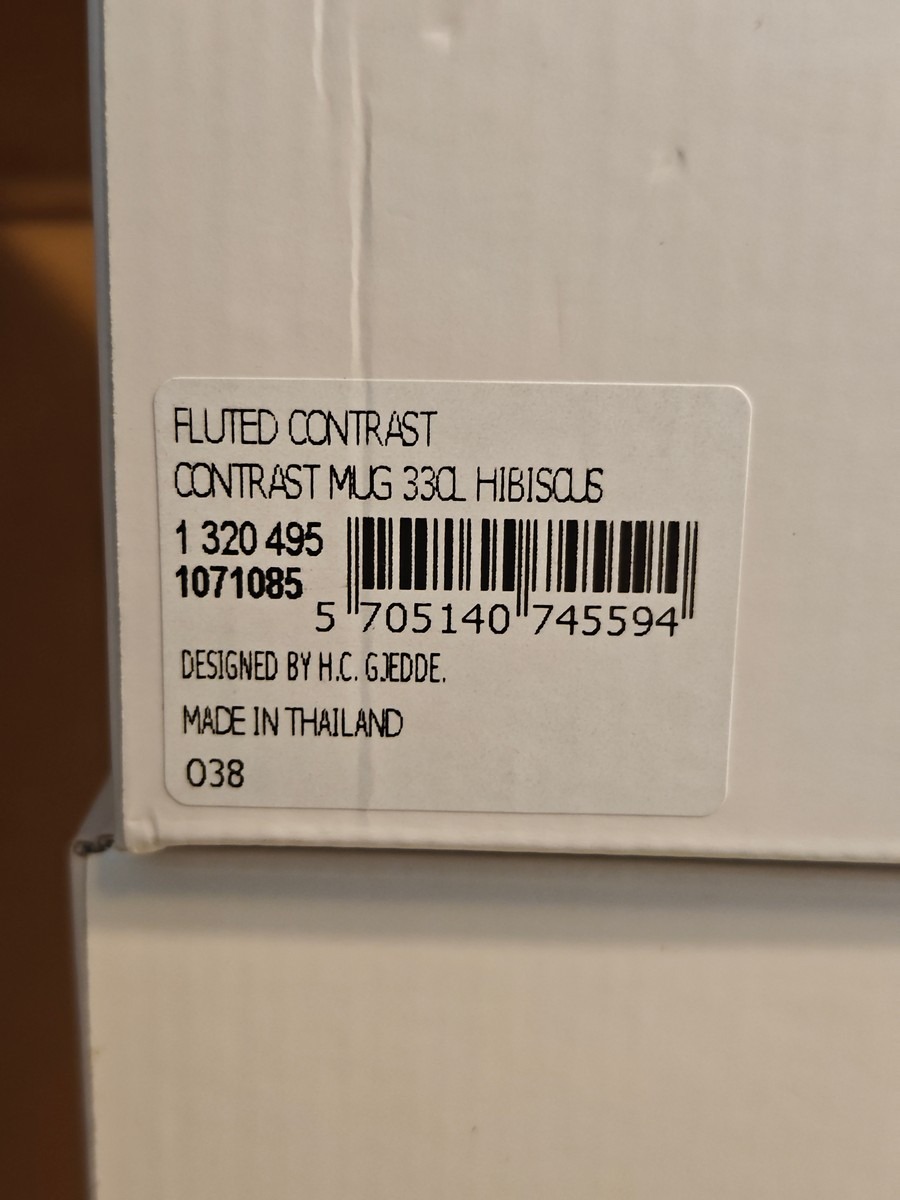 FLUTED CONTRAST
CONTRAST MUG 33CL HIBISCUS
1 320 495
1071085
5 705140 745594
DESIGNED BY H.C. GJEDDE.
MADE IN THAILAND
038